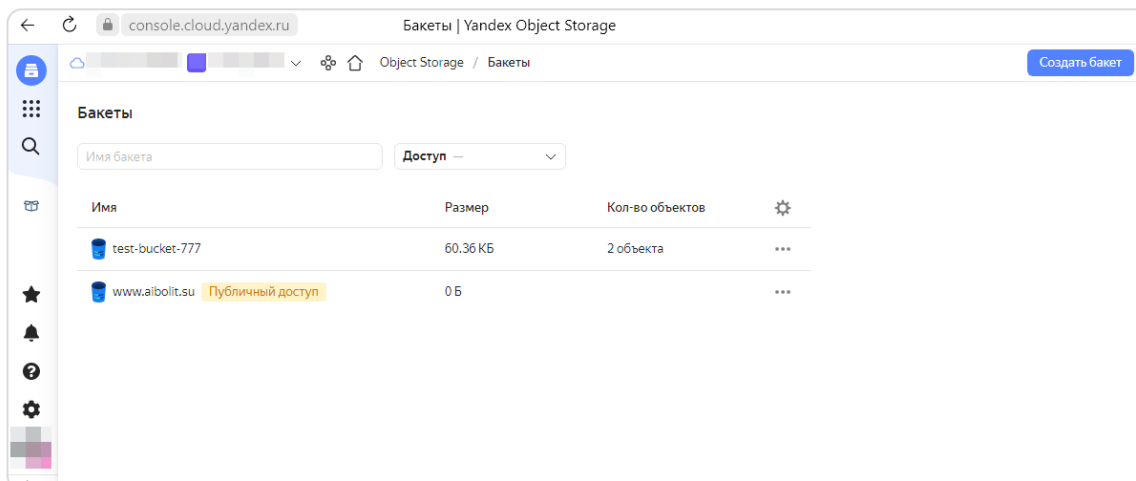 console.cloud.yandex.ru Бакеты | Yandex Object Storage
Object Storage / Бакеты Создать бакет
Бакеты
Имя бакета Доступ —
Имя Размер Кол-во объектов
test-bucket-777 60.36 КБ 2 объекта
www.aibolit.su Публичный доступ 0 Б